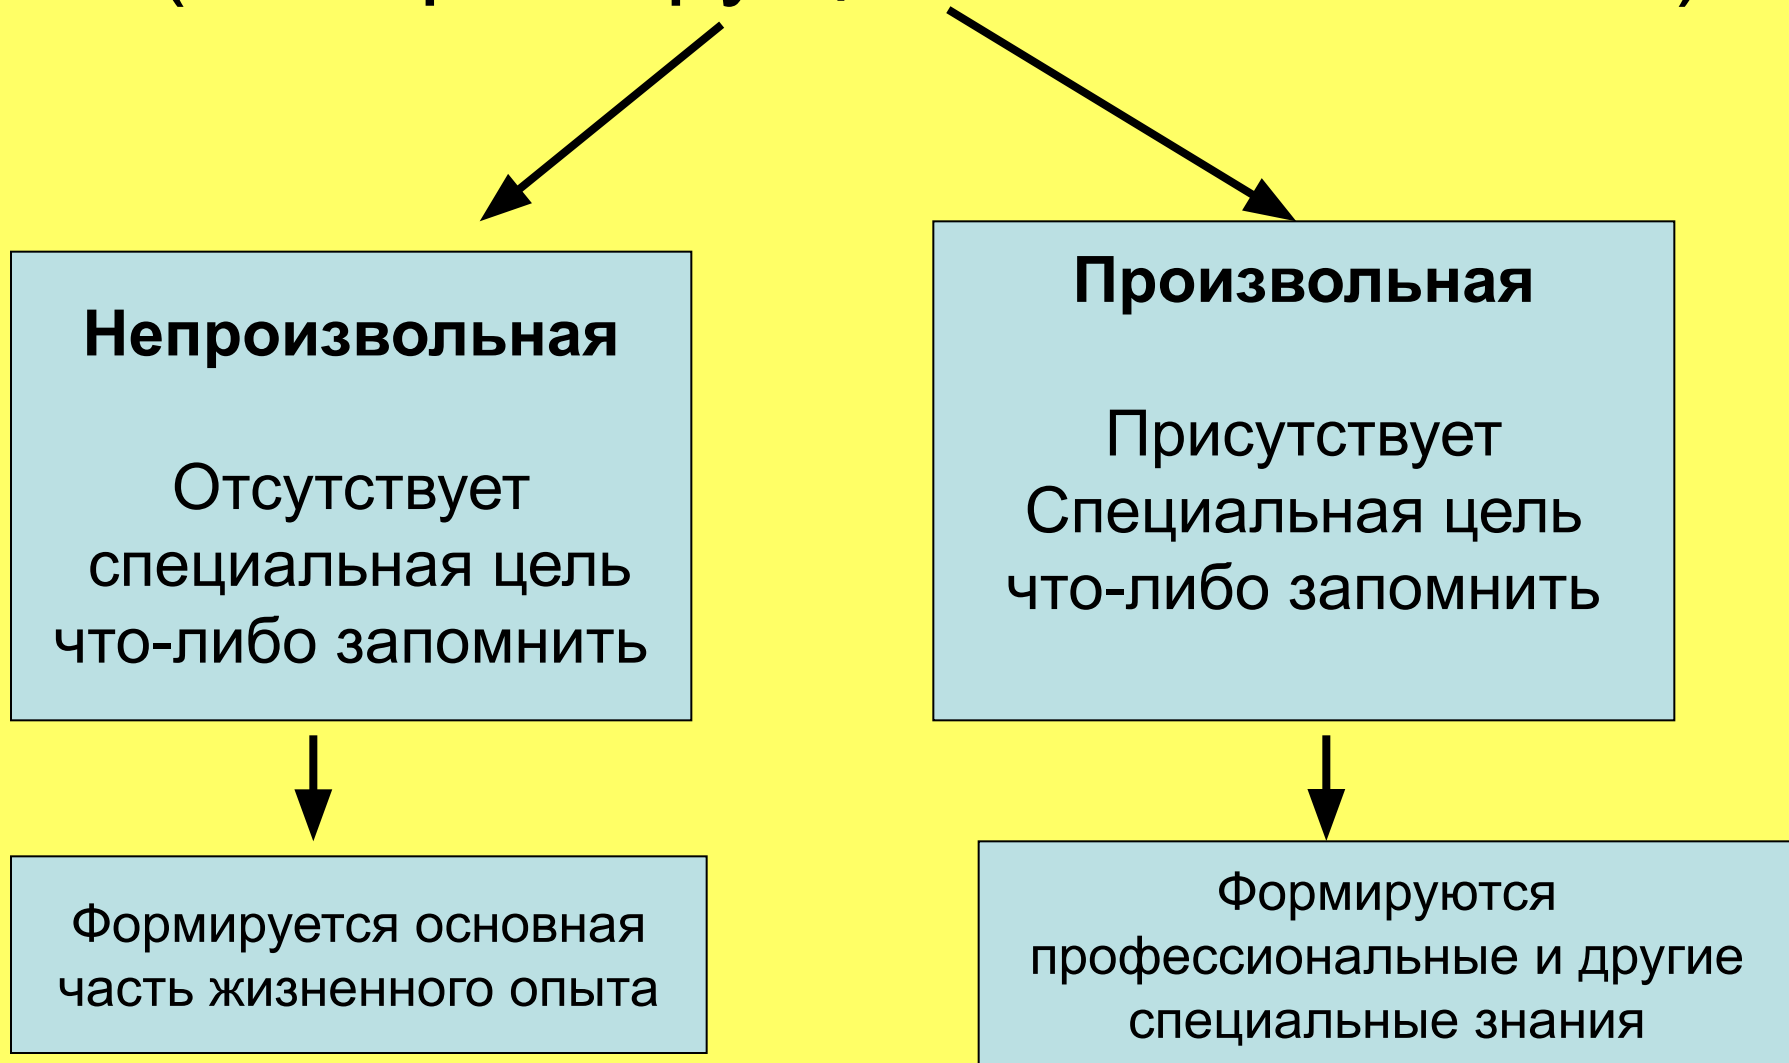 Непроизвольная
Отсутствует
специальная цель
что-либо запомнить
Произвольная
Присутствует
Специальная цель
что-либо запомнить
Формируется основная
часть жизненного опыта
Формируются
профессиональные и другие
специальные знания